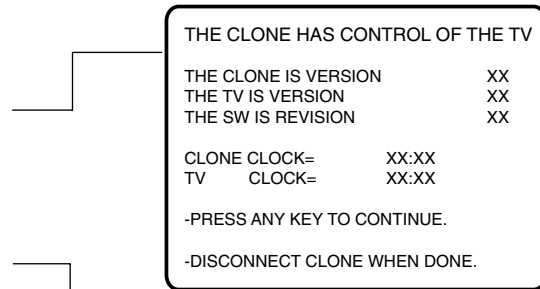 THE CLONE HAS CONTROL OF THE TV
THE CLONE IS VERSION XX
THE TV IS VERSION XX
THE SW IS REVISION XX
CLONE CLOCK= XX:XX
TV CLOCK= XX:XX
-PRESS ANY KEY TO CONTINUE.
-DISCONNECT CLONE WHEN DONE.